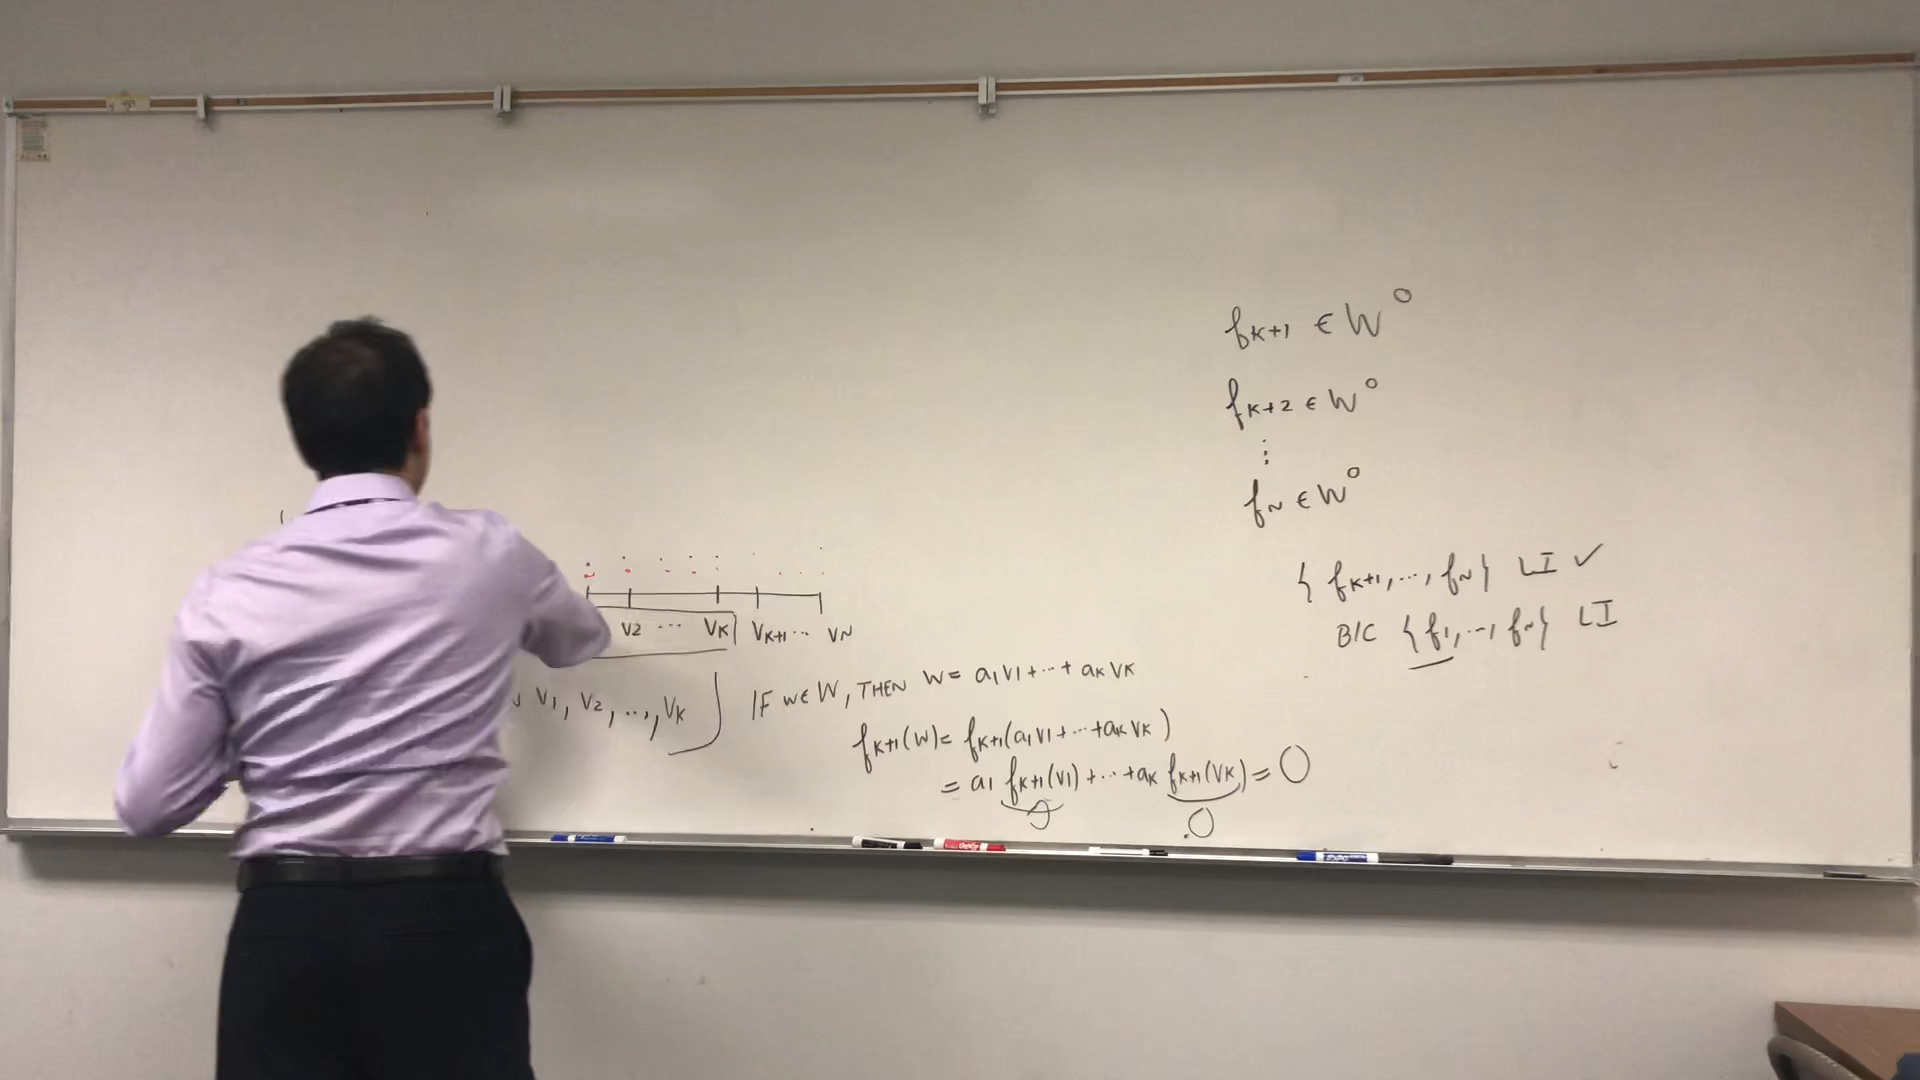 fK+1 ∈ W°
fK+2 ∈ W°
⋮
fN ∈ W°
{ fK+1, ..., fN } LI ✓
B/C { f1, ..., fN } LI
V2 ... VK VK+1 ... VN
V1, V2, ..., VK
IF W∈W, THEN W = a1V1 + ... + aKVK
fK+1(W) = fK+1(a1V1 + ... + aKVK)
= a1 fK+1(V1) + ... + aK fK+1(VK) = 0
0 0
EXPO